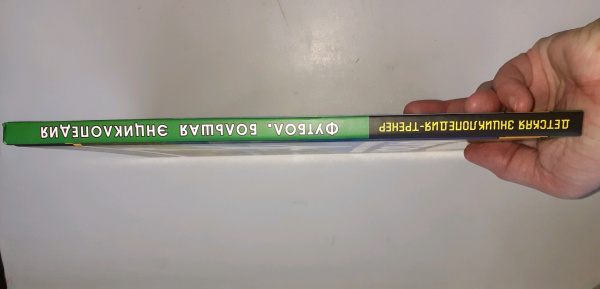 ДЕТСКАЯ ЭНЦИКЛОПЕДИЯ-ТРЕНЕР
ФУТБОЛ. БОЛЬШАЯ ЭНЦИКЛОПЕДИЯ